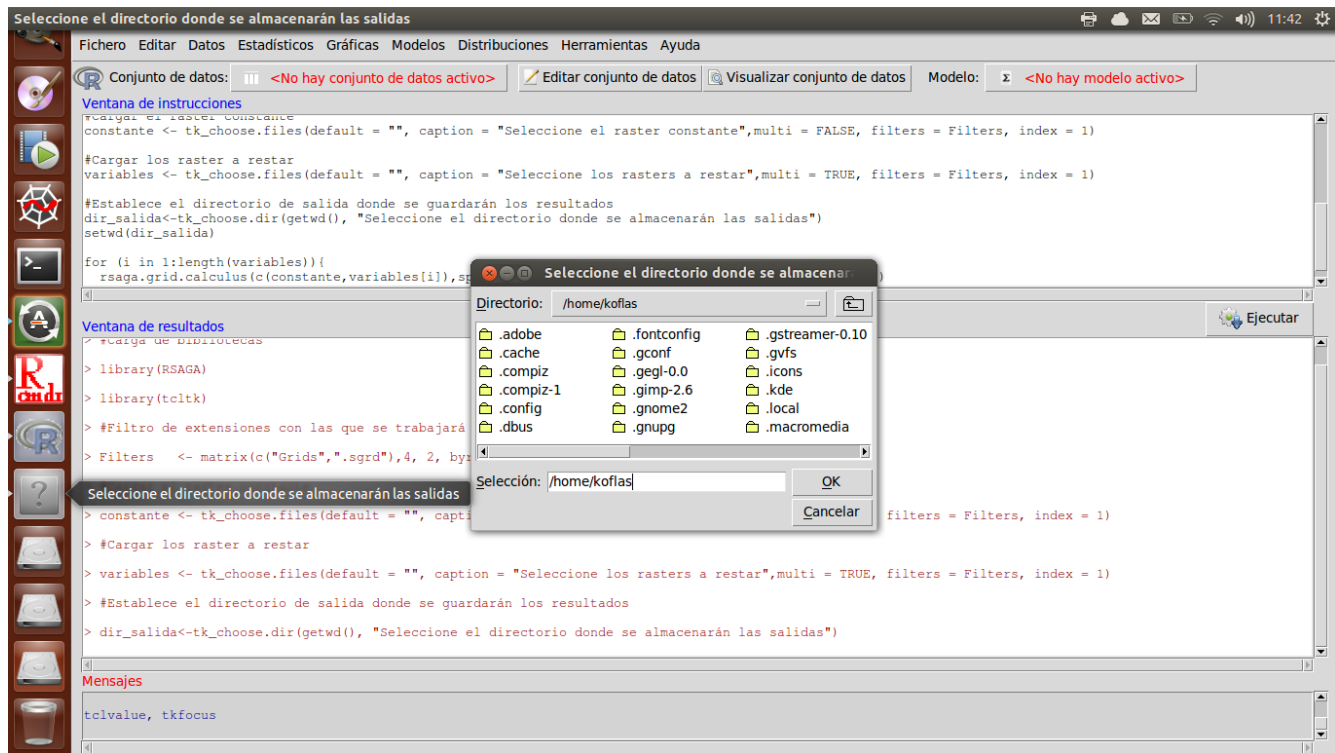 Seleccione el directorio donde se almacenarán las salidas
11:42
Fichero Editar Datos Estadísticos Gráficas Modelos Distribuciones Herramientas Ayuda
Conjunto de datos: <No hay conjunto de datos activo> Editar conjunto de datos Visualizar conjunto de datos Modelo: Σ <No hay modelo activo>
Ventana de instrucciones
#Cargar el raster constante
constante <- tk_choose.files(default = "", caption = "Seleccione el raster constante",multi = FALSE, filters = Filters, index = 1)
#Cargar los raster a restar
variables <- tk_choose.files(default = "", caption = "Seleccione los rasters a restar",multi = TRUE, filters = Filters, index = 1)
#Establece el directorio de salida donde se guardarán los resultados
dir_salida<-tk_choose.dir(getwd(), "Seleccione el directorio donde se almacenarán las salidas")
setwd(dir_salida)
for (i in 1:length(variables)){
rsaga.grid.calculus(c(constante,variables[i]),sp
)
Ejecutar
Ventana de resultados
> #Carga de bibliotecas
> library(RSAGA)
> library(tcltk)
> #Filtro de extensiones con las que se trabajará
> Filters <- matrix(c("Grids",".sgrd"),4, 2, byr
> constante <- tk_choose.files(default = "", capti
filters = Filters, index = 1)
> #Cargar los raster a restar
> variables <- tk_choose.files(default = "", caption = "Seleccione los rasters a restar",multi = TRUE, filters = Filters, index = 1)
> #Establece el directorio de salida donde se guardarán los resultados
> dir_salida<-tk_choose.dir(getwd(), "Seleccione el directorio donde se almacenarán las salidas")
Mensajes
tclvalue, tkfocus
Seleccione el directorio donde se almacenar
Directorio: /home/koflas
.adobe .fontconfig .gstreamer-0.10
.cache .gconf .gvfs
.compiz .gegl-0.0 .icons
.compiz-1 .gimp-2.6 .kde
.config .gnome2 .local
.dbus .gnupg .macromedia
Selección: /home/koflas OK
Cancelar
Seleccione el directorio donde se almacenarán las salidas
>_
A
R
cmdr
R
?